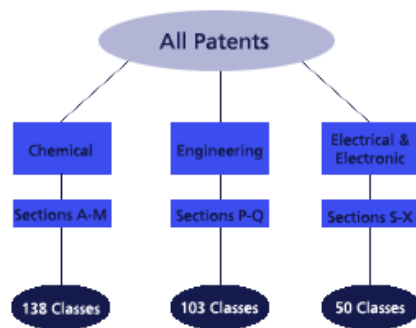 All Patents
Chemical
Engineering
Electrical &
Electronic
Sections A-M
Sections P-Q
Sections S-X
138 Classes
103 Classes
50 Classes